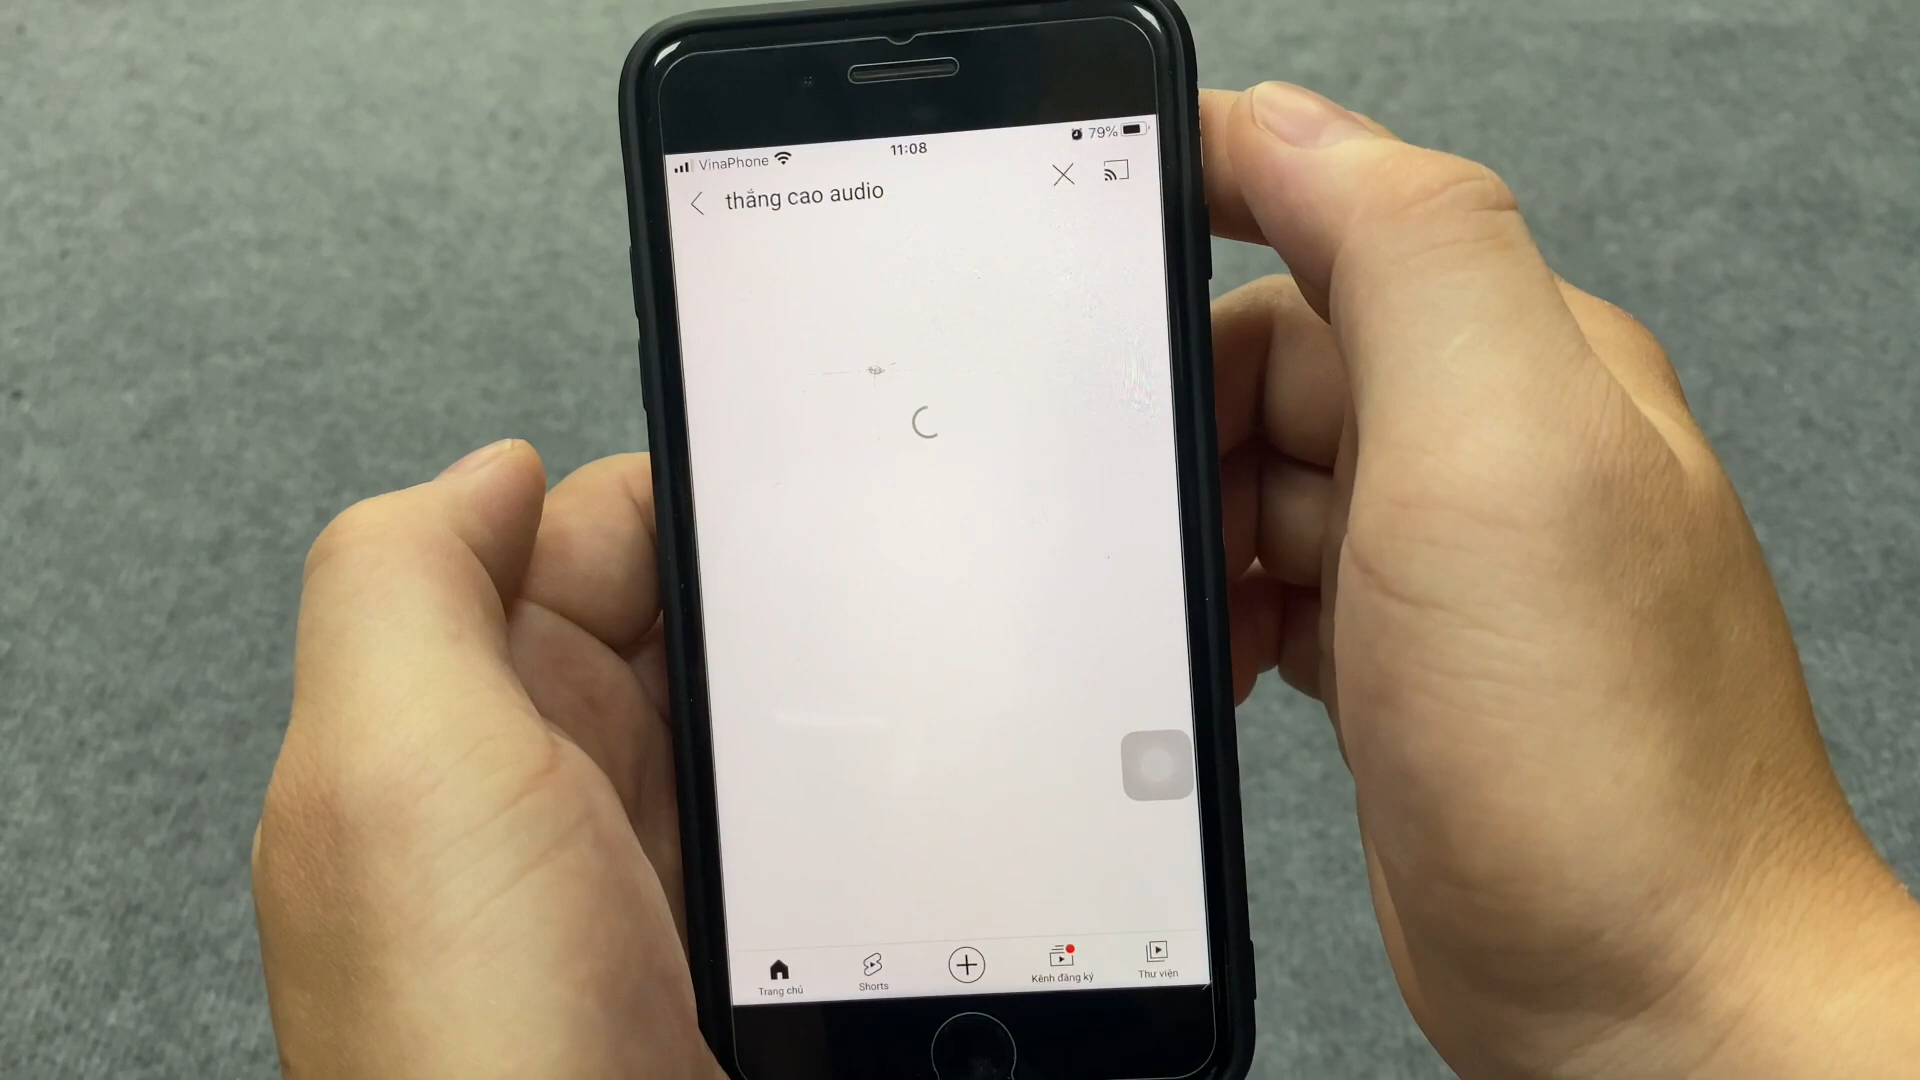 VinaPhone 11:08 79%
thắng cao audio
Trang chủ Shorts Kênh đăng ký Thư viện